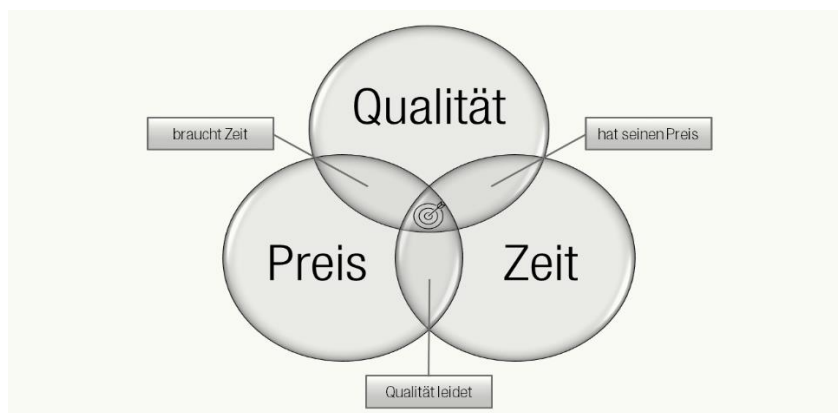 Qualität
braucht Zeit
hat seinen Preis
Preis
Zeit
Qualität leidet